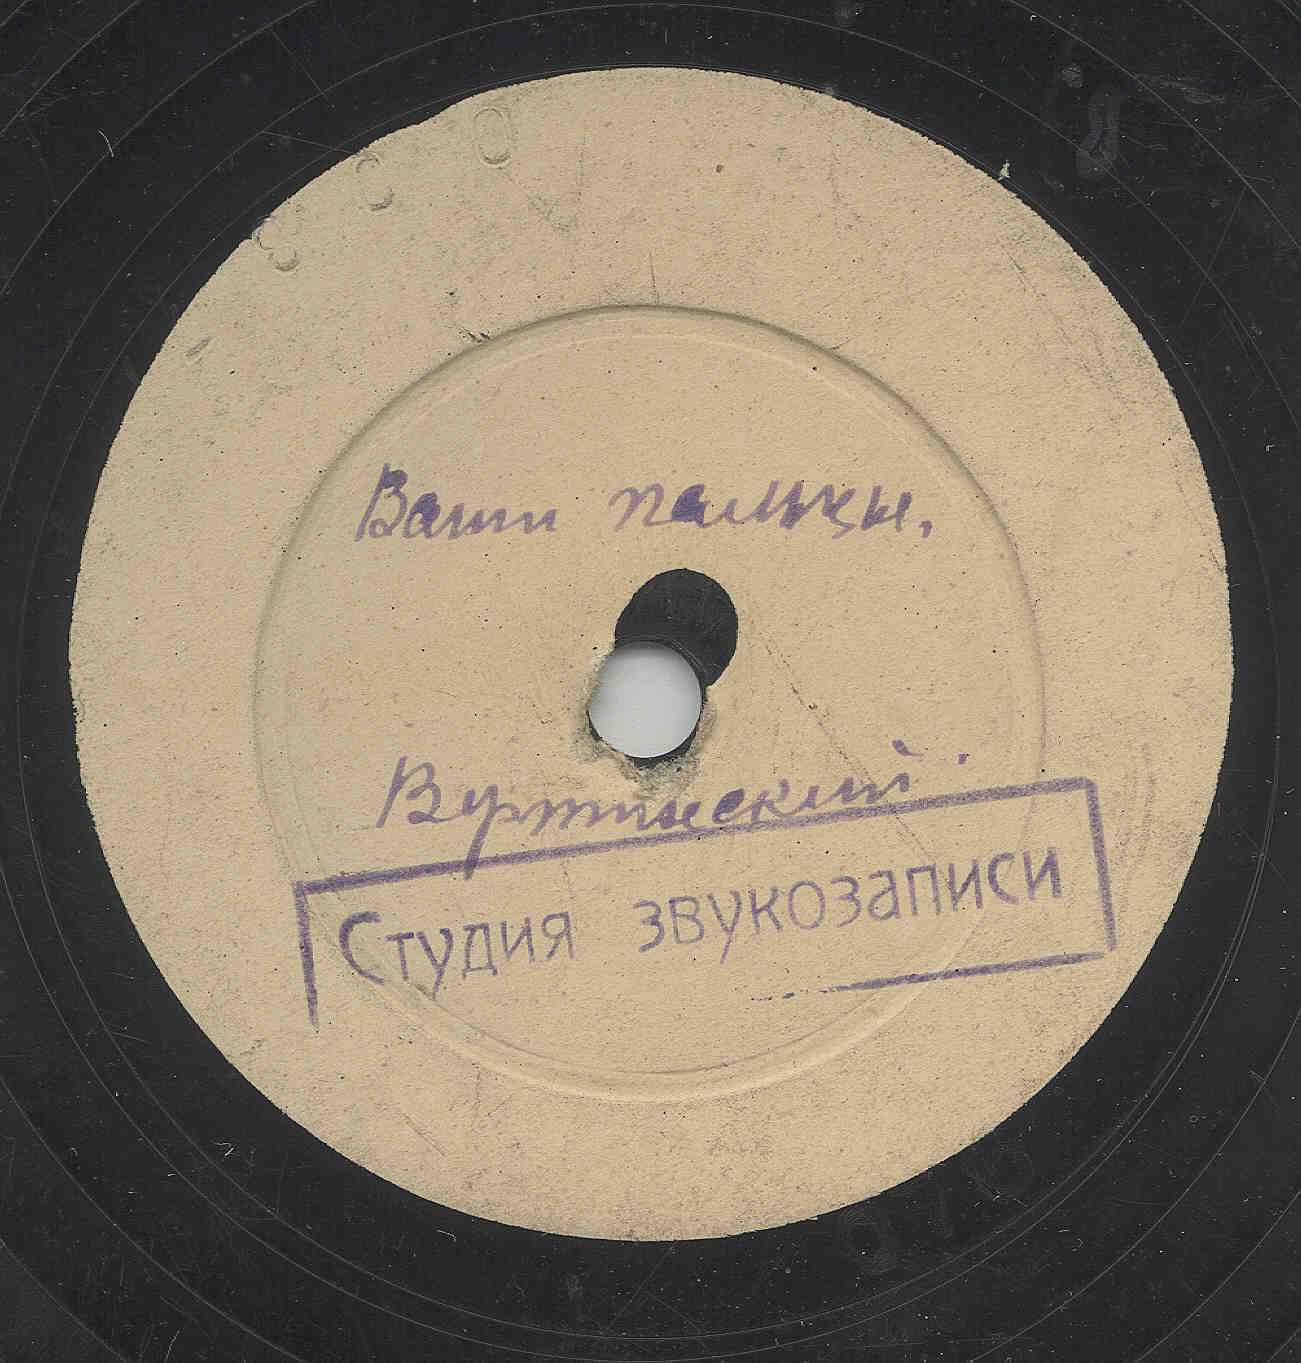 Ваши пальцы.
Вертинский.
Студия звукозаписи